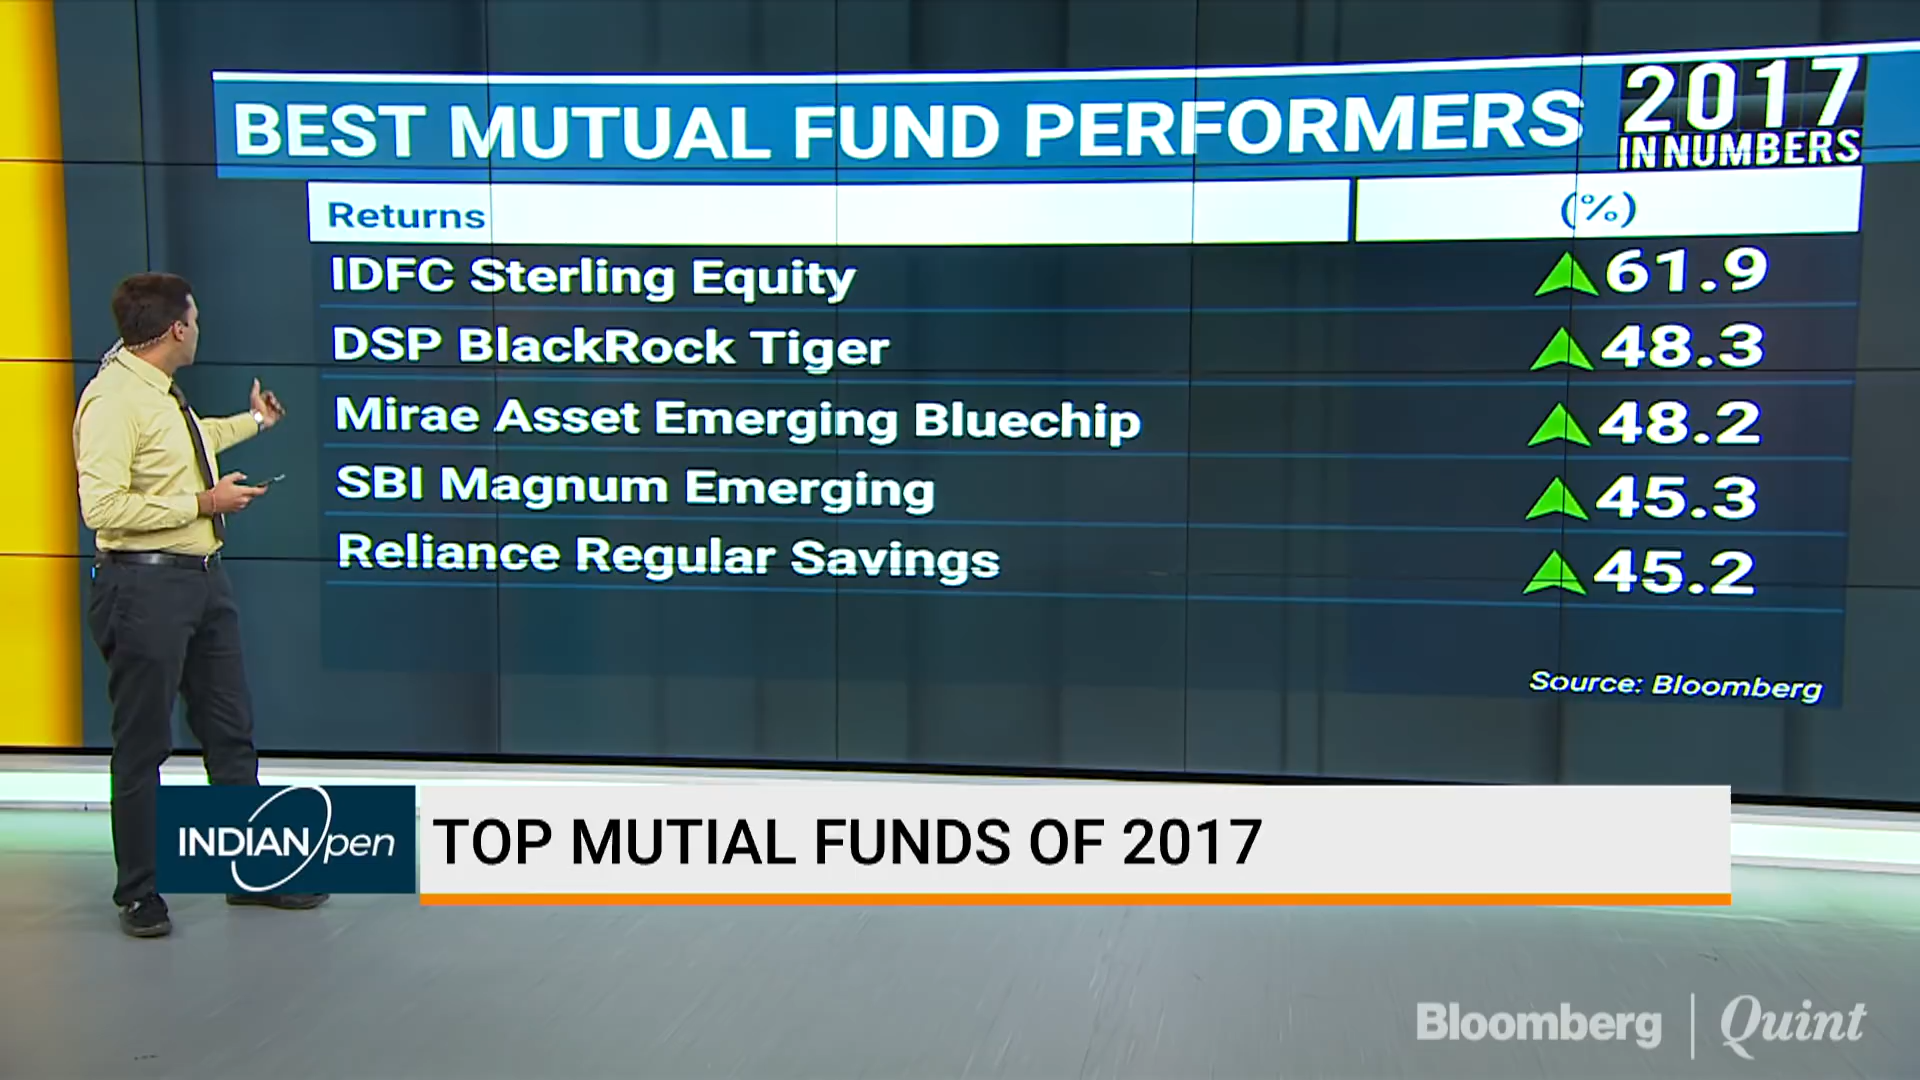 BEST MUTUAL FUND PERFORMERS
2017
IN NUMBERS
Returns (%)
IDFC Sterling Equity 61.9
DSP BlackRock Tiger 48.3
Mirae Asset Emerging Bluechip 48.2
SBI Magnum Emerging 45.3
Reliance Regular Savings 45.2
Source: Bloomberg
INDIAN Open
TOP MUTIAL FUNDS OF 2017
Bloomberg | Quint